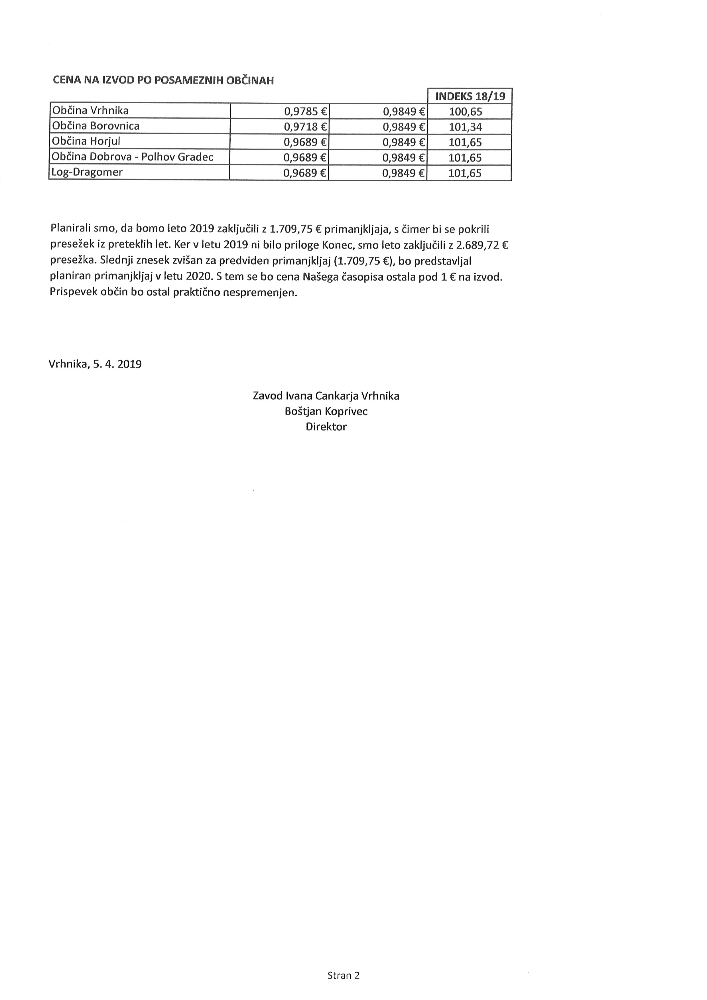 CENA NA IZVOD PO POSAMEZNIH OBČINAH
INDEKS 18/19
Občina Vrhnika 0,9785 € 0,9849 € 100,65
Občina Borovnica 0,9718 € 0,9849 € 101,34
Občina Horjul 0,9689 € 0,9849 € 101,65
Občina Dobrova - Polhov Gradec 0,9689 € 0,9849 € 101,65
Log-Dragomer 0,9689 € 0,9849 € 101,65
Planirali smo, da bomo leto 2019 zaključili z 1.709,75 € primanjkljaja, s čimer bi se pokrili
presežek iz preteklih let. Ker v letu 2019 ni bilo priloge Konec, smo leto zaključili z 2.689,72 €
presežka. Slednji znesek zvišan za predviden primanjkljaj (1.709,75 €), bo predstavljal
planiran primanjkljaj v letu 2020. S tem se bo cena Našega časopisa ostala pod 1 € na izvod.
Prispevek občin bo ostal praktično nespremenjen.
Vrhnika, 5. 4. 2019
Zavod Ivana Cankarja Vrhnika
Boštjan Koprivec
Direktor
Stran 2